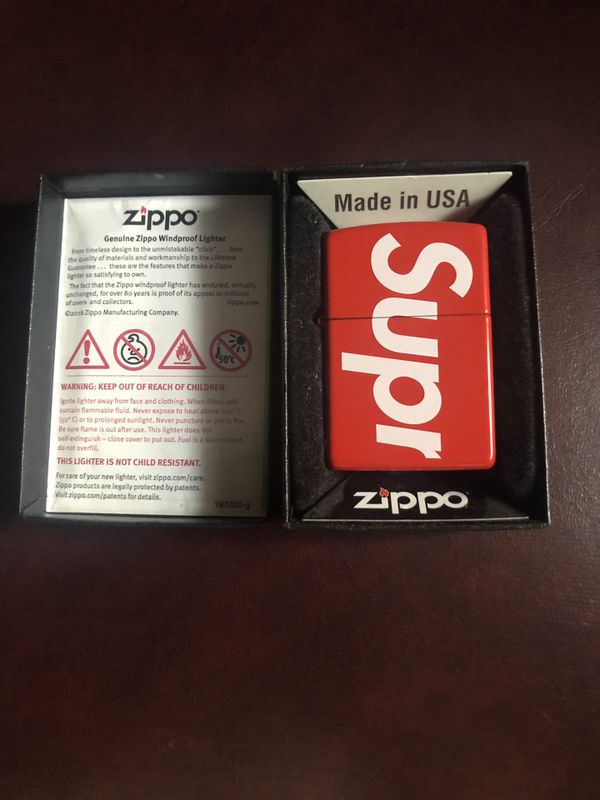 zippo
Genuine Zippo Windproof Lighter
From timeless design to the unmistakable "click". . . from
the quality of materials and workmanship to the Lifetime
Guarantee . . . these are the features that make a Zippo
lighter so satisfying to own.
The fact that the Zippo windproof lighter has endured, virtually
unchanged, for over 80 years is proof of its appeal to millions
of users and collectors. zippo.com
©2018 Zippo Manufacturing Company.
50°C
WARNING: KEEP OUT OF REACH OF CHILDREN.
Ignite lighter away from face and clothing. When filled, will
contain flammable fluid. Never expose to heat above 120° F
(50° C) or to prolonged sunlight. Never puncture or put in fire.
Be sure flame is out after use. This lighter does not
self-extinguish – close cover to put out. Fuel is a skin irritant,
do not overfill.
THIS LIGHTER IS NOT CHILD RESISTANT.
For care of your new lighter, visit zippo.com/care.
Zippo products are legally protected by patents.
Visit zippo.com/patents for details.
Made in USA
Supr
zippo